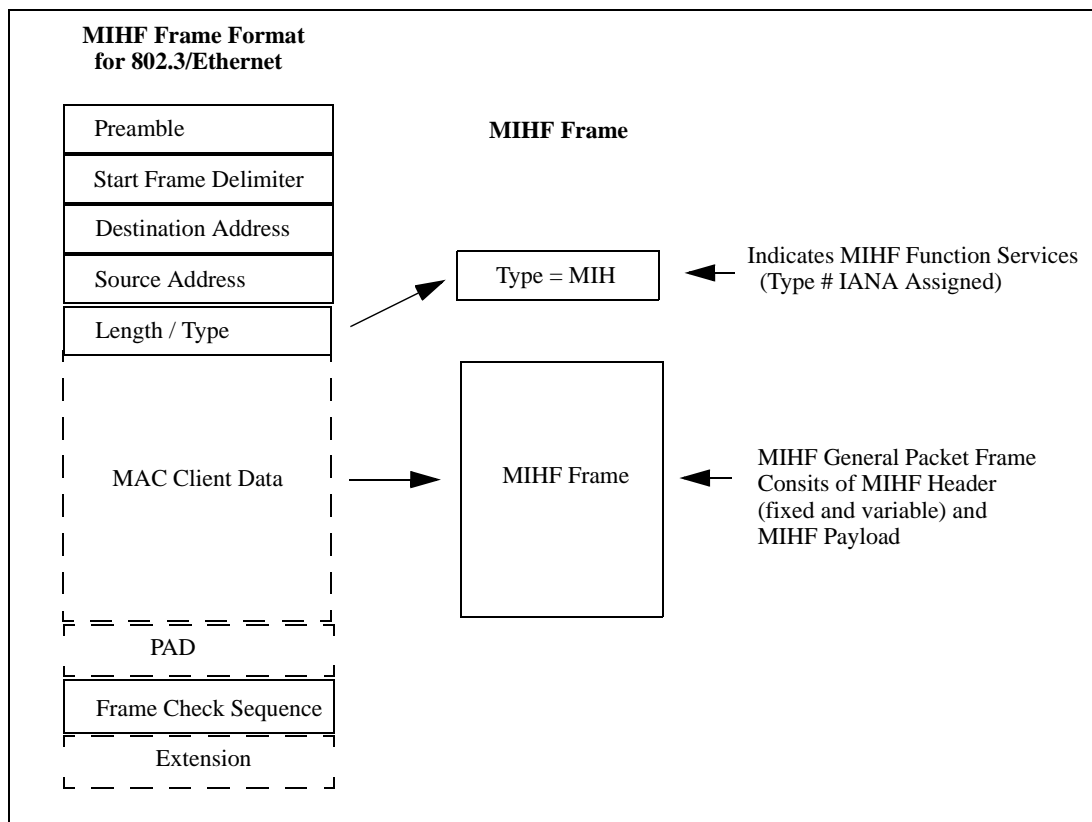 MIHF Frame Format
for 802.3/Ethernet
Preamble
MIHF Frame
Start Frame Delimiter
Destination Address
Source Address
Type = MIH
Indicates MIHF Function Services
(Type # IANA Assigned)
Length / Type
MAC Client Data
MIHF Frame
MIHF General Packet Frame
Consits of MIHF Header
(fixed and variable) and
MIHF Payload
PAD
Frame Check Sequence
Extension